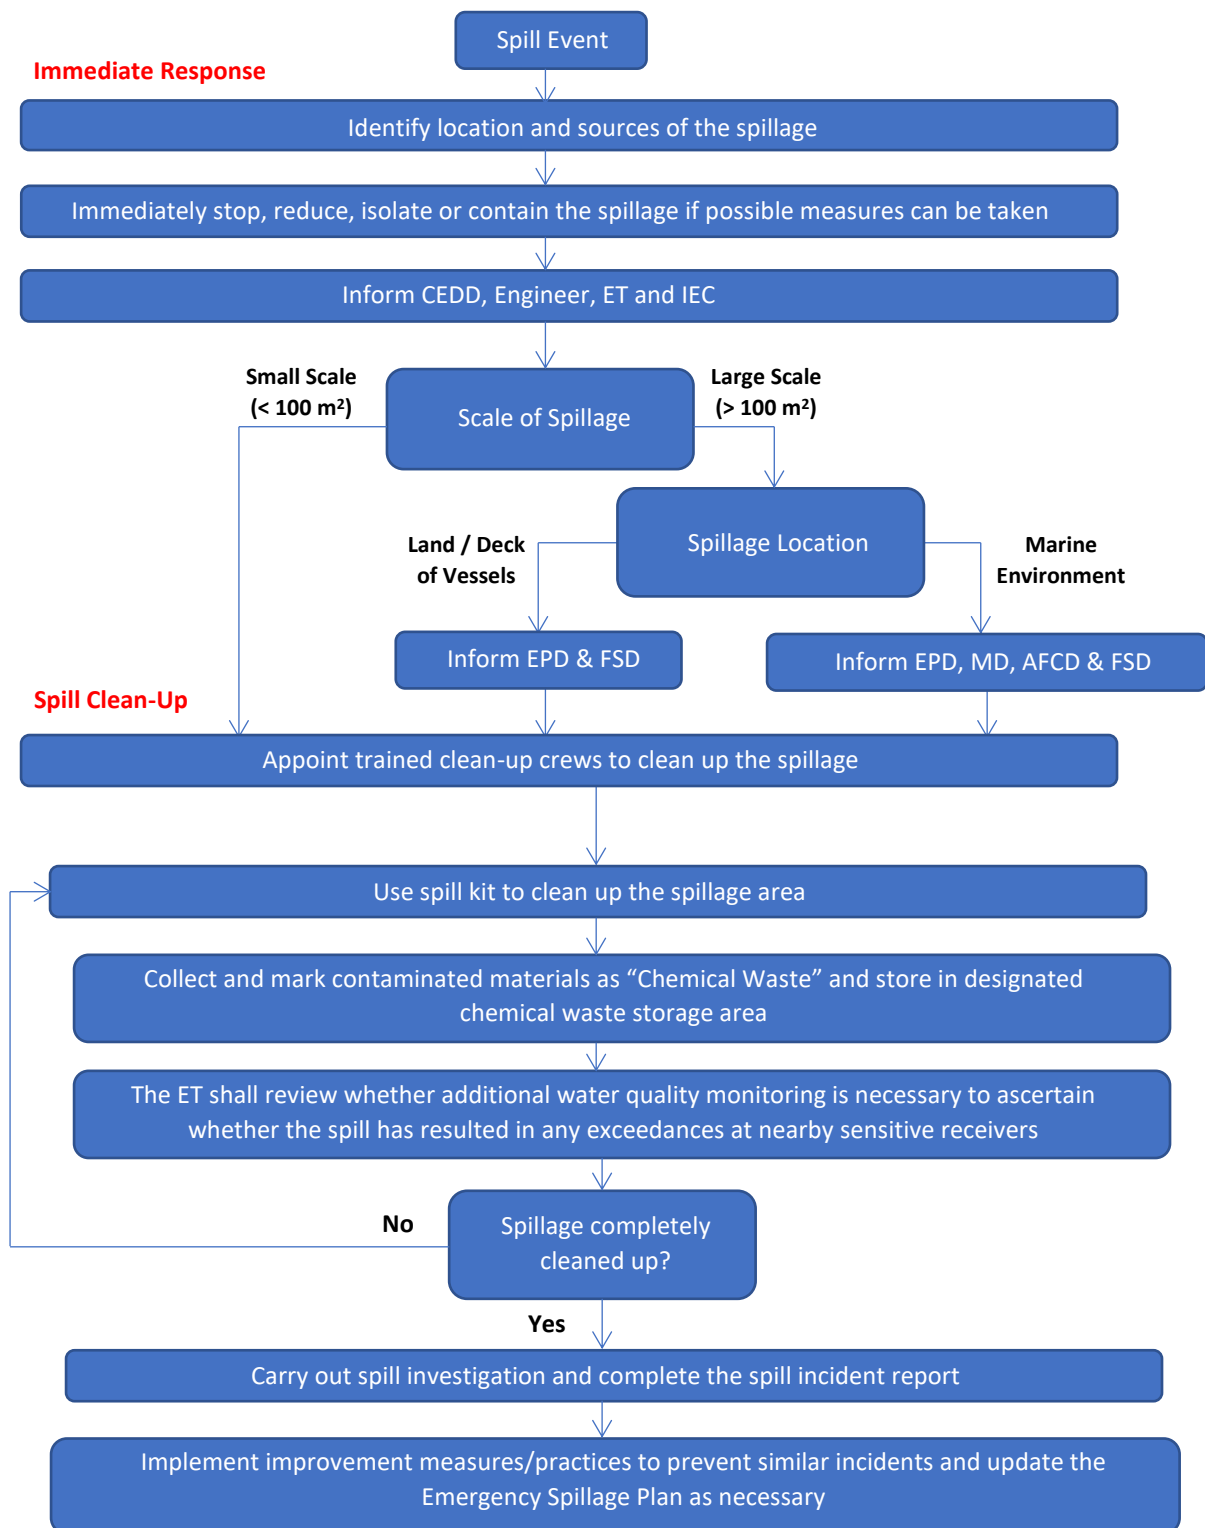 Spill Event
Immediate Response
Identify location and sources of the spillage
Immediately stop, reduce, isolate or contain the spillage if possible measures can be taken
Inform CEDD, Engineer, ET and IEC
Small Scale
(< 100 m²)
Large Scale
(> 100 m²)
Scale of Spillage
Land / Deck
of Vessels
Spillage Location
Marine
Environment
Inform EPD & FSD
Inform EPD, MD, AFCD & FSD
Spill Clean-Up
Appoint trained clean-up crews to clean up the spillage
Use spill kit to clean up the spillage area
Collect and mark contaminated materials as “Chemical Waste” and store in designated
chemical waste storage area
The ET shall review whether additional water quality monitoring is necessary to ascertain
whether the spill has resulted in any exceedances at nearby sensitive receivers
No
Spillage completely
cleaned up?
Yes
Carry out spill investigation and complete the spill incident report
Implement improvement measures/practices to prevent similar incidents and update the
Emergency Spillage Plan as necessary